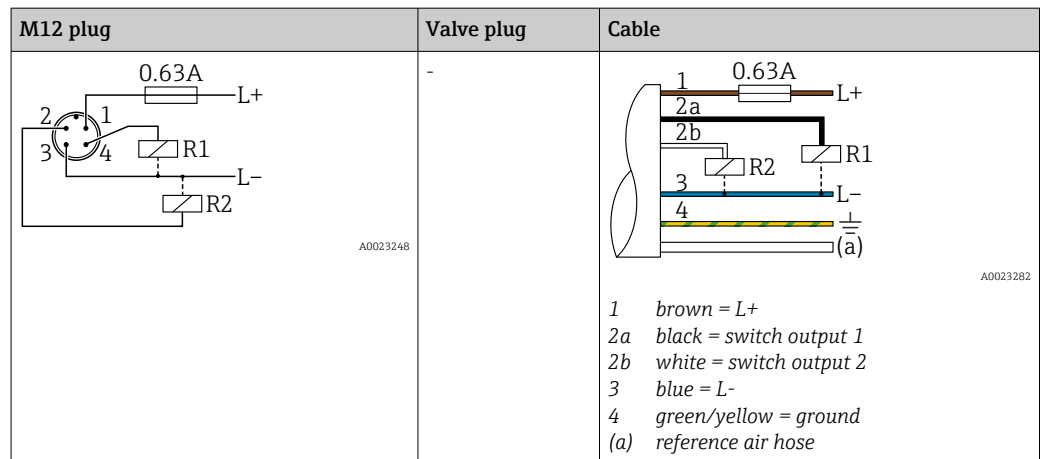 M12 plug
Valve plug
Cable
0.63A
L+
2 1
3 4
R1
L–
R2
A0023248
-
1
0.63A
L+
2a
2b
R2
R1
3
L–
4
(a)
A0023282
1 brown = L+
2a black = switch output 1
2b white = switch output 2
3 blue = L-
4 green/yellow = ground
(a) reference air hose